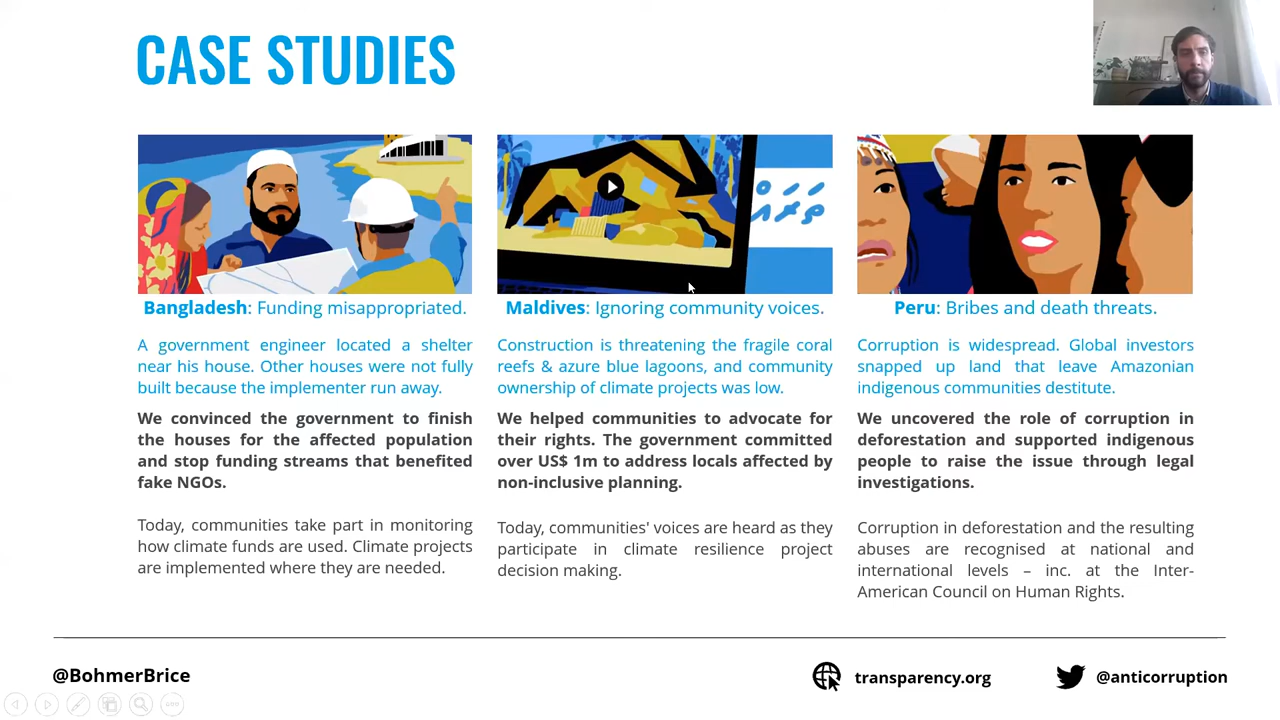 CASE STUDIES
ތަރައް
Bangladesh: Funding misappropriated.
A government engineer located a shelter
near his house. Other houses were not fully
built because the implementer run away.
We convinced the government to finish
the houses for the affected population
and stop funding streams that benefited
fake NGOs.
Today, communities take part in monitoring
how climate funds are used. Climate projects
are implemented where they are needed.
Maldives: Ignoring community voices.
Construction is threatening the fragile coral
reefs & azure blue lagoons, and community
ownership of climate projects was low.
We helped communities to advocate for
their rights. The government committed
over US$ 1m to address locals affected by
non-inclusive planning.
Today, communities' voices are heard as they
participate in climate resilience project
decision making.
Peru: Bribes and death threats.
Corruption is widespread. Global investors
snapped up land that leave Amazonian
indigenous communities destitute.
We uncovered the role of corruption in
deforestation and supported indigenous
people to raise the issue through legal
investigations.
Corruption in deforestation and the resulting
abuses are recognised at national and
international levels – inc. at the Inter-
American Council on Human Rights.
@BohmerBrice
transparency.org
@anticorruption